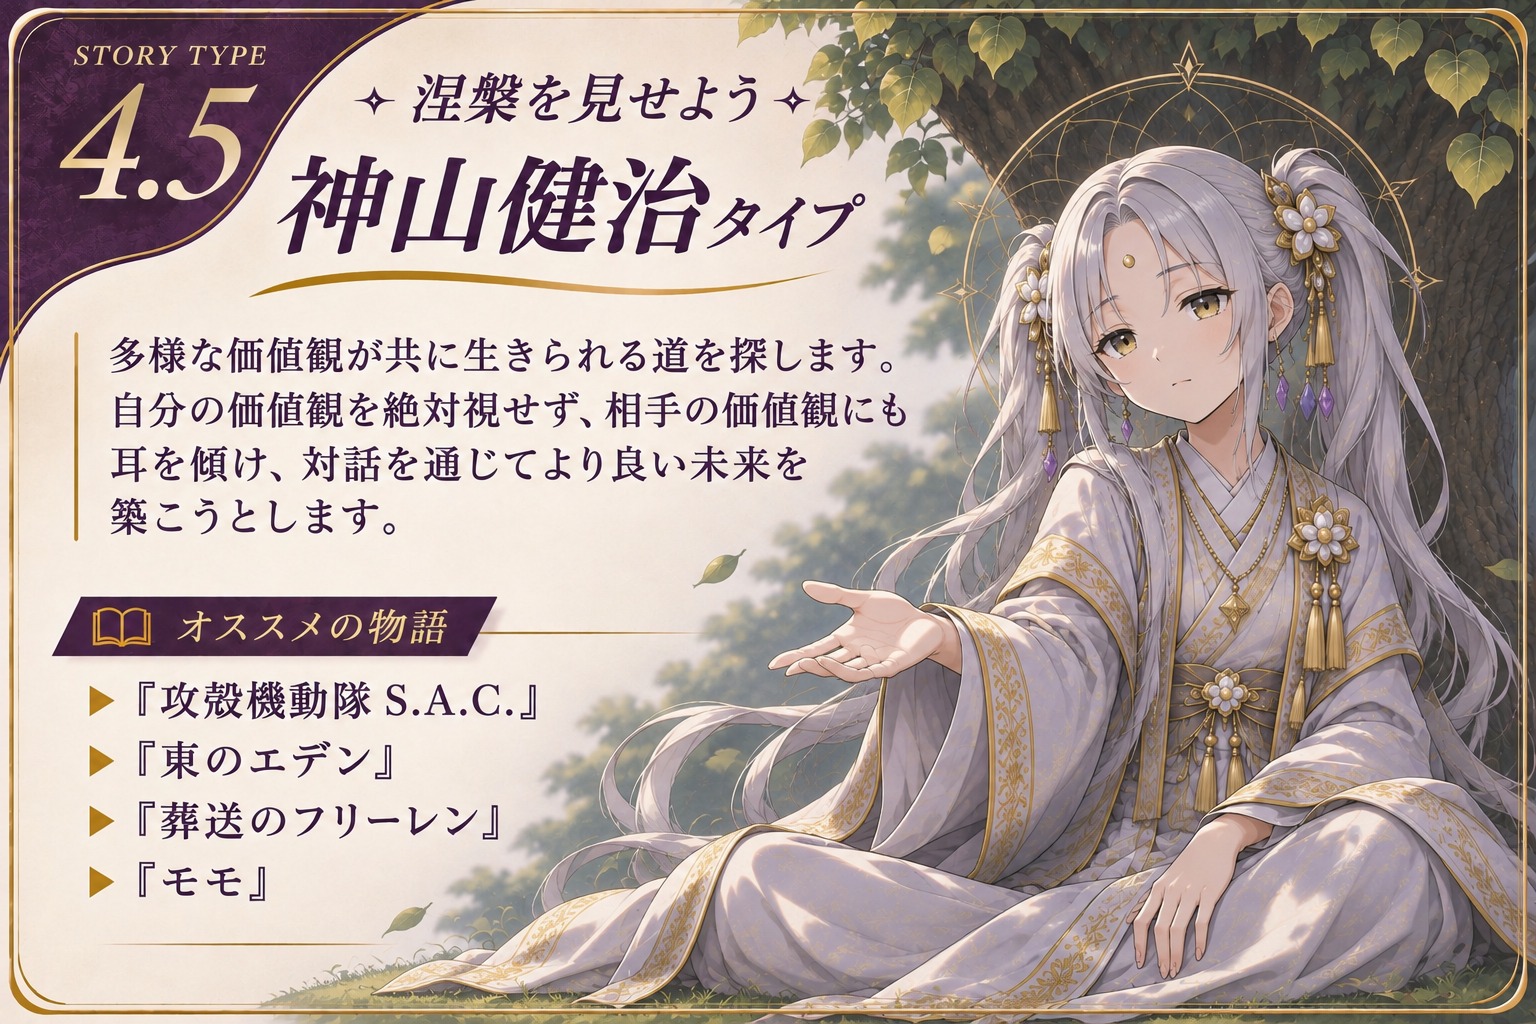 STORY TYPE
4.5
涅槃を見せよう
神山健治タイプ
多様な価値観が共に生きられる道を探します。
自分の価値観を絶対視せず、相手の価値観にも
耳を傾け、対話を通じてより良い未来を
築こうとします。
オススメの物語
『攻殻機動隊 S.A.C.』
『東のエデン』
『葬送のフリーレン』
『モモ』